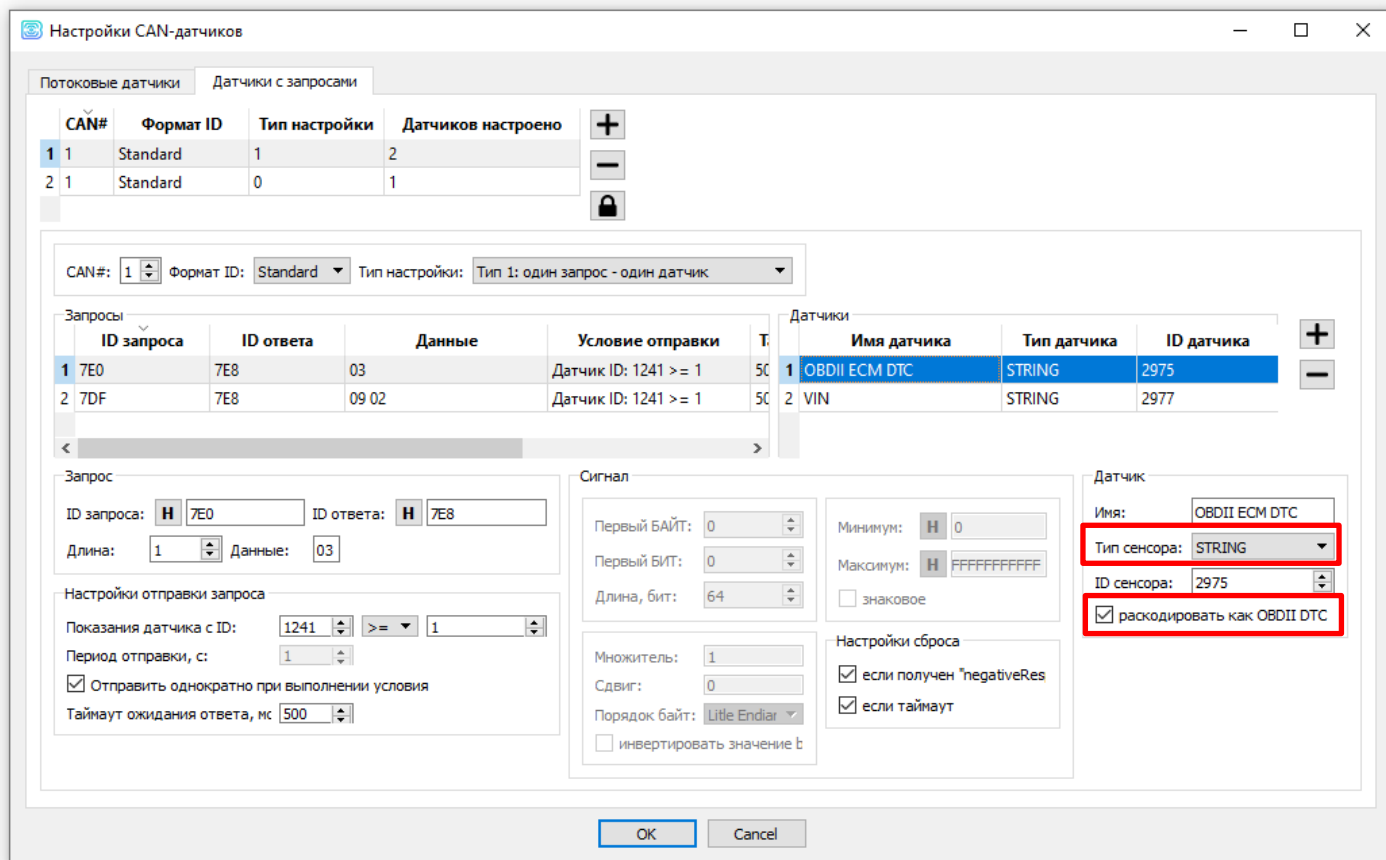 Настройки CAN-датчиков
Потоковые датчики Датчики с запросами
CAN# Формат ID Тип настройки Датчиков настроено
1 1 Standard 1 2
2 1 Standard 0 1
CAN#: 1 Формат ID: Standard Тип настройки: Тип 1: один запрос - один датчик
Запросы
ID запроса ID ответа Данные Условие отправки
1 7E0 7E8 03 Датчик ID: 1241 >= 1 50
2 7DF 7E8 09 02 Датчик ID: 1241 >= 1 50
Датчики
Имя датчика Тип датчика ID датчика
1 OBDII ECM DTC STRING 2975
2 VIN STRING 2977
Запрос
ID запроса: H 7E0 ID ответа: H 7E8
Длина: 1 Данные: 03
Настройки отправки запроса
Показания датчика с ID: 1241 >= 1
Период отправки, с: 1
Отправить однократно при выполнении условия
Таймаут ожидания ответа, мс 500
Сигнал
Первый БАЙТ: 0
Первый БИТ: 0
Длина, бит: 64
Минимум: H 0
Максимум: H FFFFFFFFFFF
знаковое
Множитель: 1
Сдвиг: 0
Порядок байт: Litle Endiar
инвертировать значение b
Настройки сброса
если получен "negativeRes
если таймаут
Датчик
Имя: OBDII ECM DTC
Тип сенсора: STRING
ID сенсора: 2975
раскодировать как OBDII DTC
OK Cancel